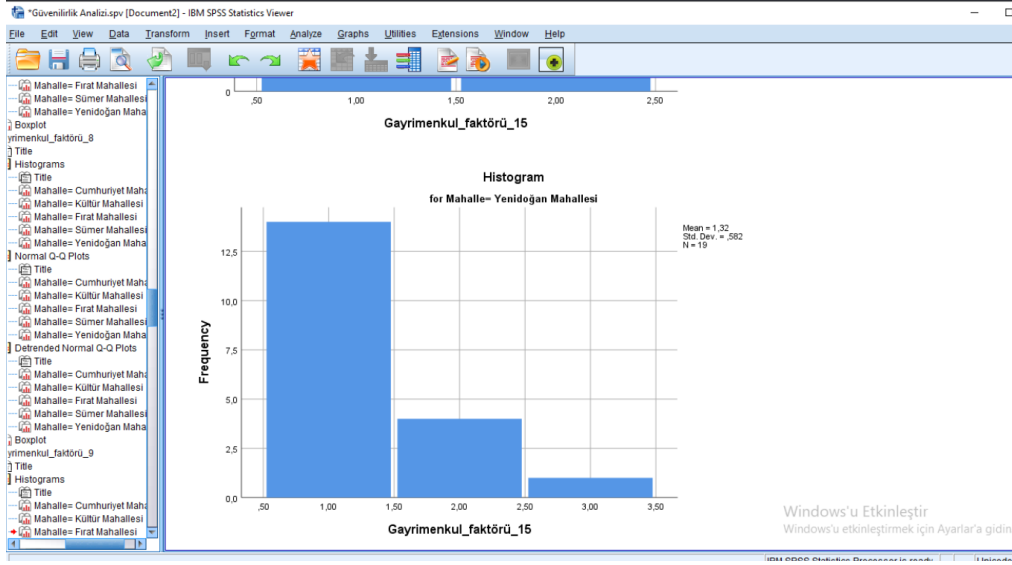 *Güvenilirlik Analizi.spv [Document2] - IBM SPSS Statistics Viewer
File Edit View Data Transform Insert Format Analyze Graphs Utilities Extensions Window Help
Mahalle= Fırat Mahallesi
Mahalle= Sümer Mahallesi
Mahalle= Yenidoğan Maha
Boxplot
yrimenkul_faktörü_8
Title
Histograms
Title
Mahalle= Cumhuriyet Maha
Mahalle= Kültür Mahallesi
Mahalle= Fırat Mahallesi
Mahalle= Sümer Mahallesi
Mahalle= Yenidoğan Maha
Normal Q-Q Plots
Title
Mahalle= Cumhuriyet Maha
Mahalle= Kültür Mahallesi
Mahalle= Fırat Mahallesi
Mahalle= Sümer Mahallesi
Mahalle= Yenidoğan Maha
Detrended Normal Q-Q Plots
Title
Mahalle= Cumhuriyet Maha
Mahalle= Kültür Mahallesi
Mahalle= Fırat Mahallesi
Mahalle= Sümer Mahallesi
Mahalle= Yenidoğan Maha
Boxplot
yrimenkul_faktörü_9
Title
Histograms
Title
Mahalle= Cumhuriyet Maha
Mahalle= Kültür Mahallesi
Mahalle= Fırat Mahallesi
0
,50 1,00 1,50 2,00 2,50
Gayrimenkul_faktörü_15
Histogram
for Mahalle= Yenidoğan Mahallesi
Mean = 1,32
Std. Dev. = ,582
N = 19
Frequency
12,5
10,0
7,5
5,0
2,5
0,0
,50 1,00 1,50 2,00 2,50 3,00 3,50
Gayrimenkul_faktörü_15
Windows'u Etkinleştir
Windows'u etkinleştirmek için Ayarlar'a gidin
IBM SPSS Statistics Processor is ready Unicode